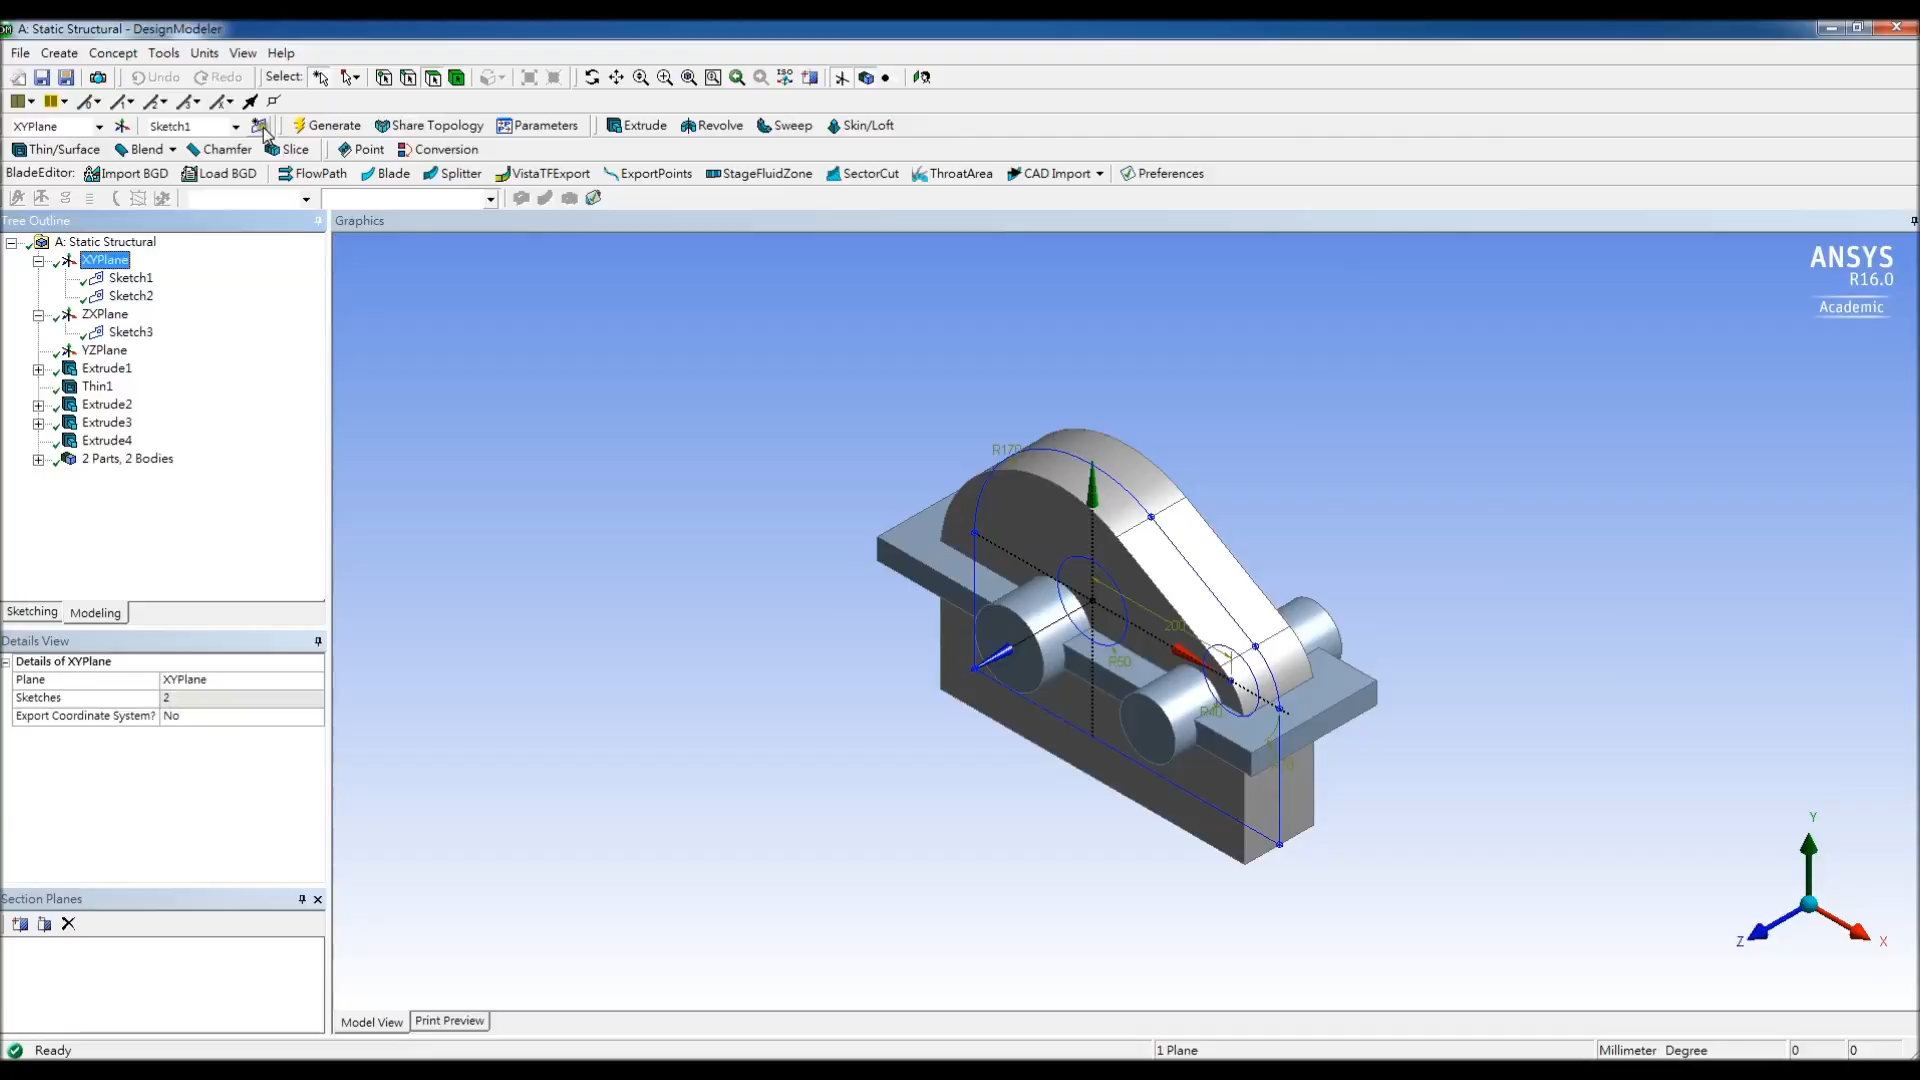 A: Static Structural - DesignModeler
File Create Concept Tools Units View Help
Undo Redo Select:
XYPlane Sketch1 Generate Share Topology Parameters Extrude Revolve Sweep Skin/Loft
Thin/Surface Blend Chamfer Slice Point Conversion
BladeEditor: Import BGD Load BGD FlowPath Blade Splitter VistaTFExport ExportPoints StageFluidZone SectorCut ThroatArea CAD Import Preferences
Tree Outline
Graphics
A: Static Structural
XYPlane
Sketch1
Sketch2
ZXPlane
Sketch3
YZPlane
Extrude1
Thin1
Extrude2
Extrude3
Extrude4
2 Parts, 2 Bodies
Sketching Modeling
Details View
Details of XYPlane
Plane XYPlane
Sketches 2
Export Coordinate System? No
Section Planes
ANSYS
R16.0
Academic
R170
200
R60
R40
Y
Z
X
Model View Print Preview
Ready 1 Plane Millimeter Degree 0 0